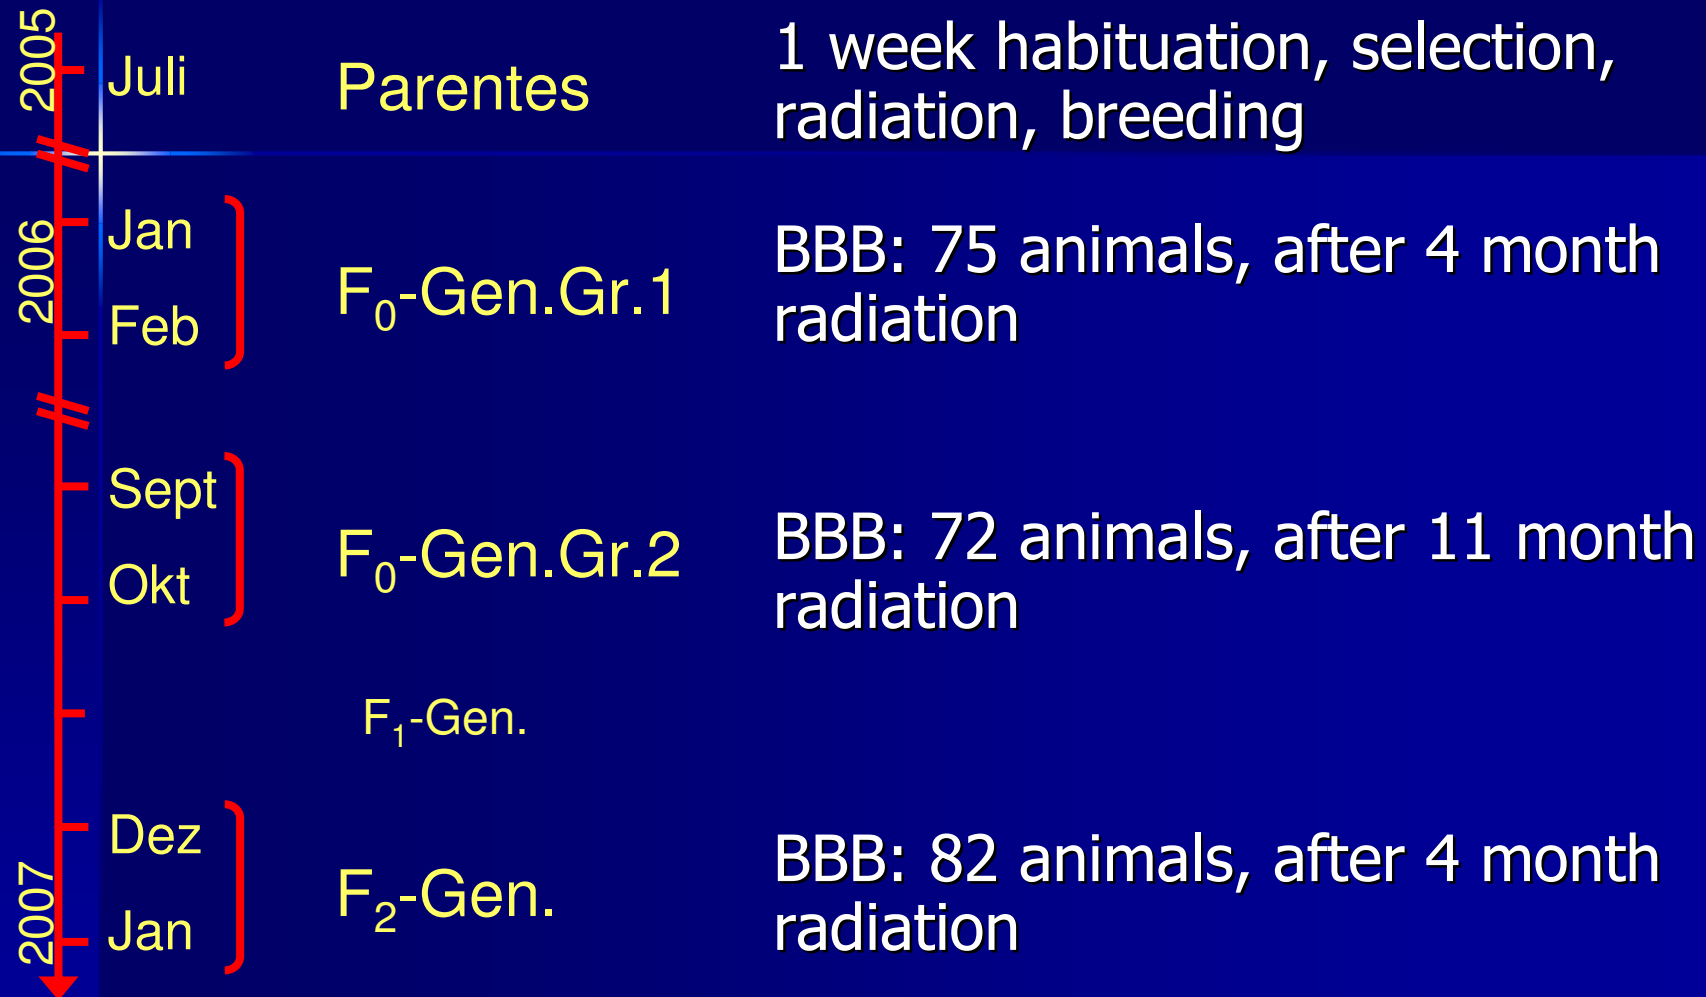 2005
Juli
Parentes
1 week habituation, selection,
radiation, breeding
2006
Jan
Feb
F₀-Gen.Gr.1
BBB: 75 animals, after 4 month
radiation
Sept
Okt
F₀-Gen.Gr.2
BBB: 72 animals, after 11 month
radiation
F₁-Gen.
Dez
2007
Jan
F₂-Gen.
BBB: 82 animals, after 4 month
radiation